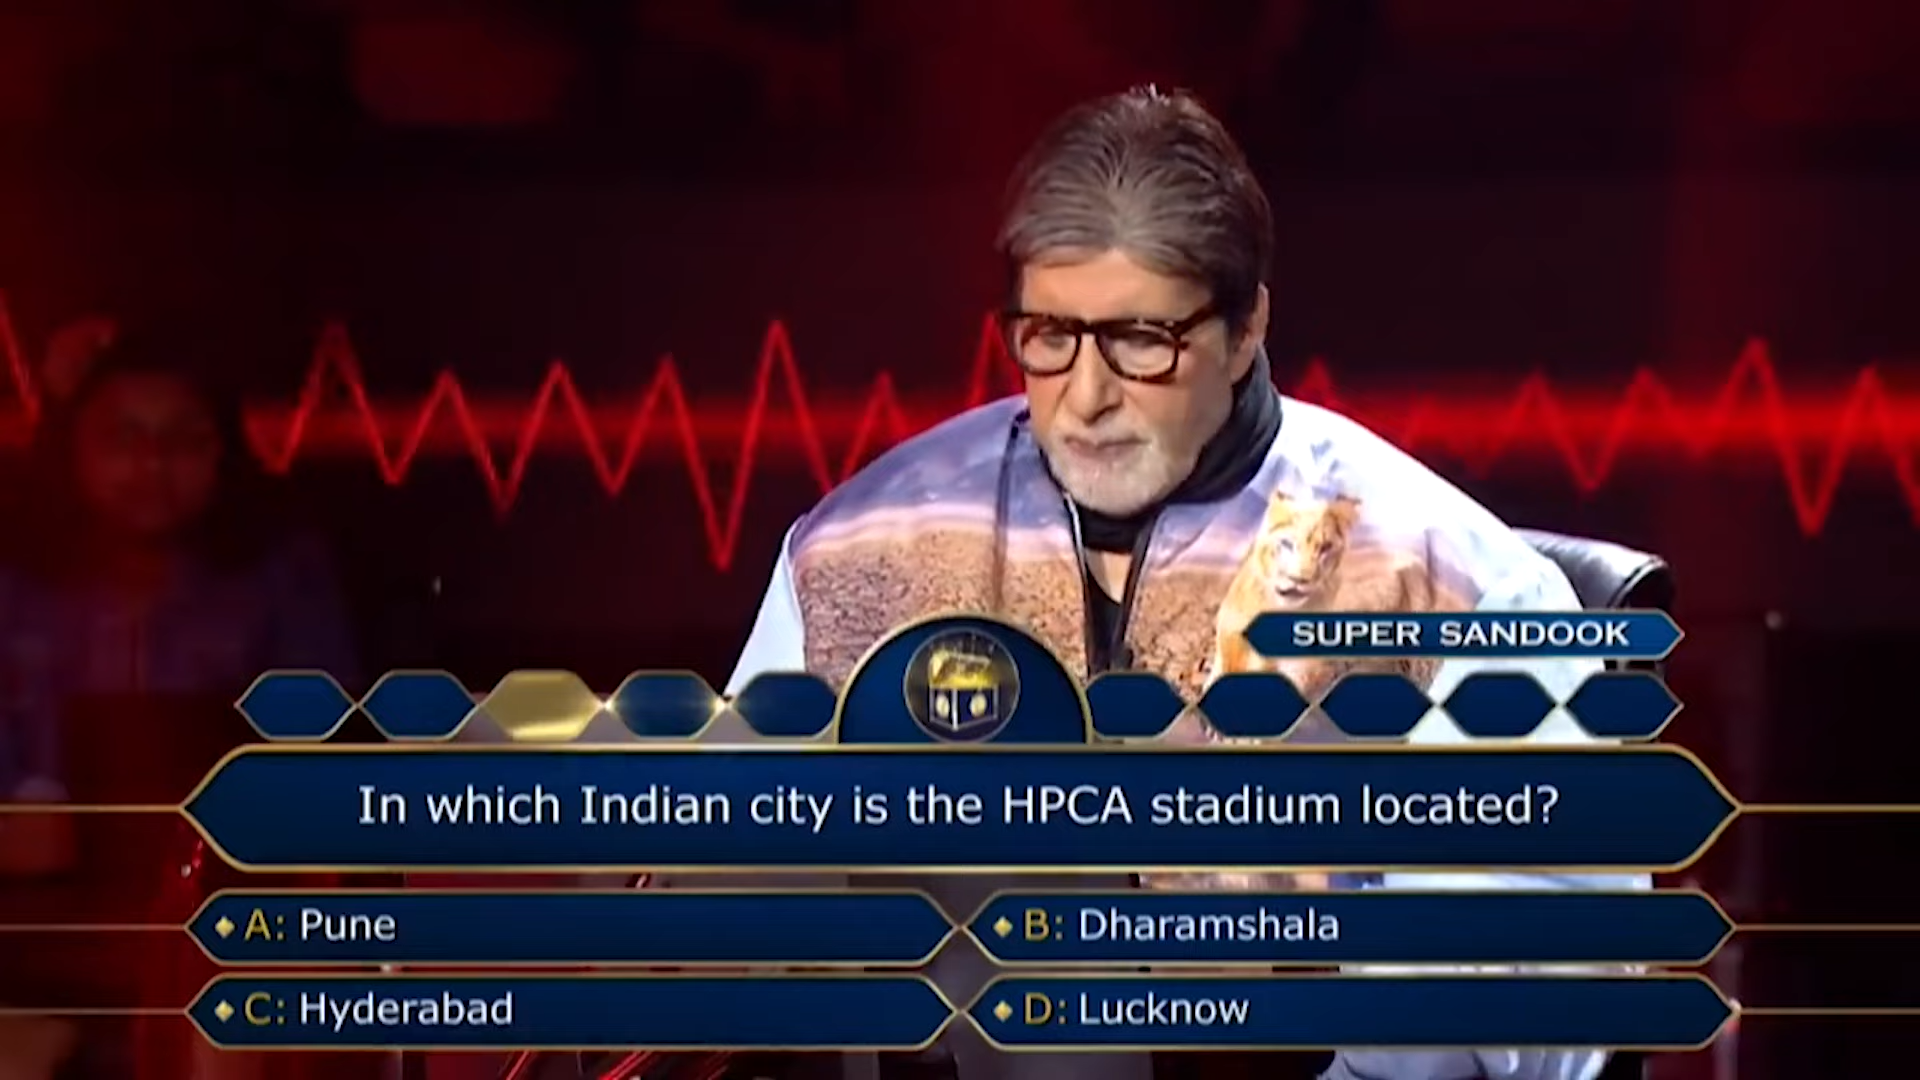 SUPER SANDOOK
In which Indian city is the HPCA stadium located?
A: Pune
B: Dharamshala
C: Hyderabad
D: Lucknow